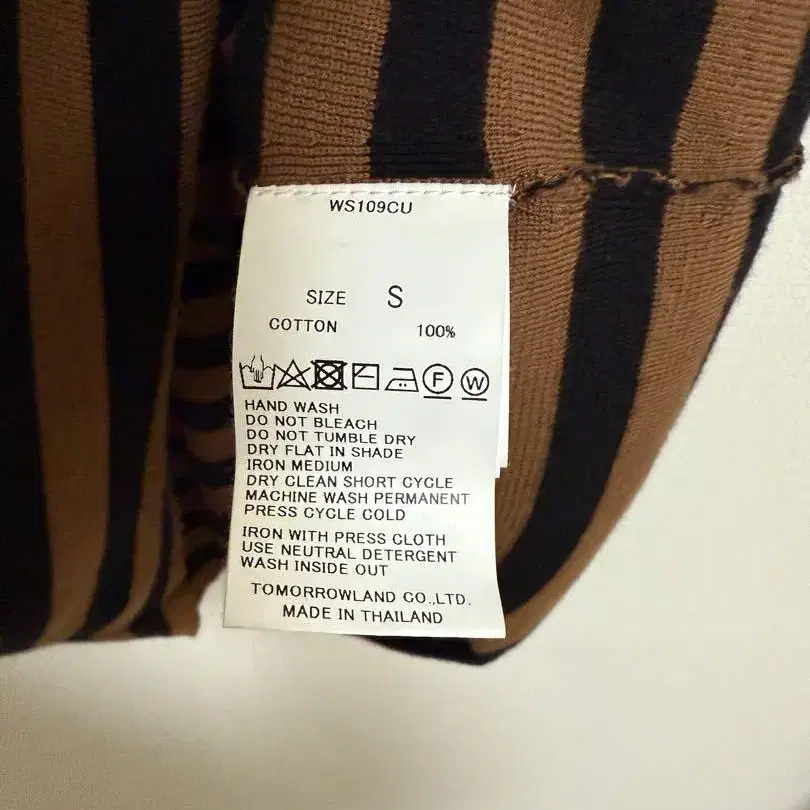 WS109CU
SIZE S
COTTON 100%
F W
HAND WASH
DO NOT BLEACH
DO NOT TUMBLE DRY
DRY FLAT IN SHADE
IRON MEDIUM
DRY CLEAN SHORT CYCLE
MACHINE WASH PERMANENT
PRESS CYCLE COLD
IRON WITH PRESS CLOTH
USE NEUTRAL DETERGENT
WASH INSIDE OUT
TOMORROWLAND CO.,LTD.
MADE IN THAILAND